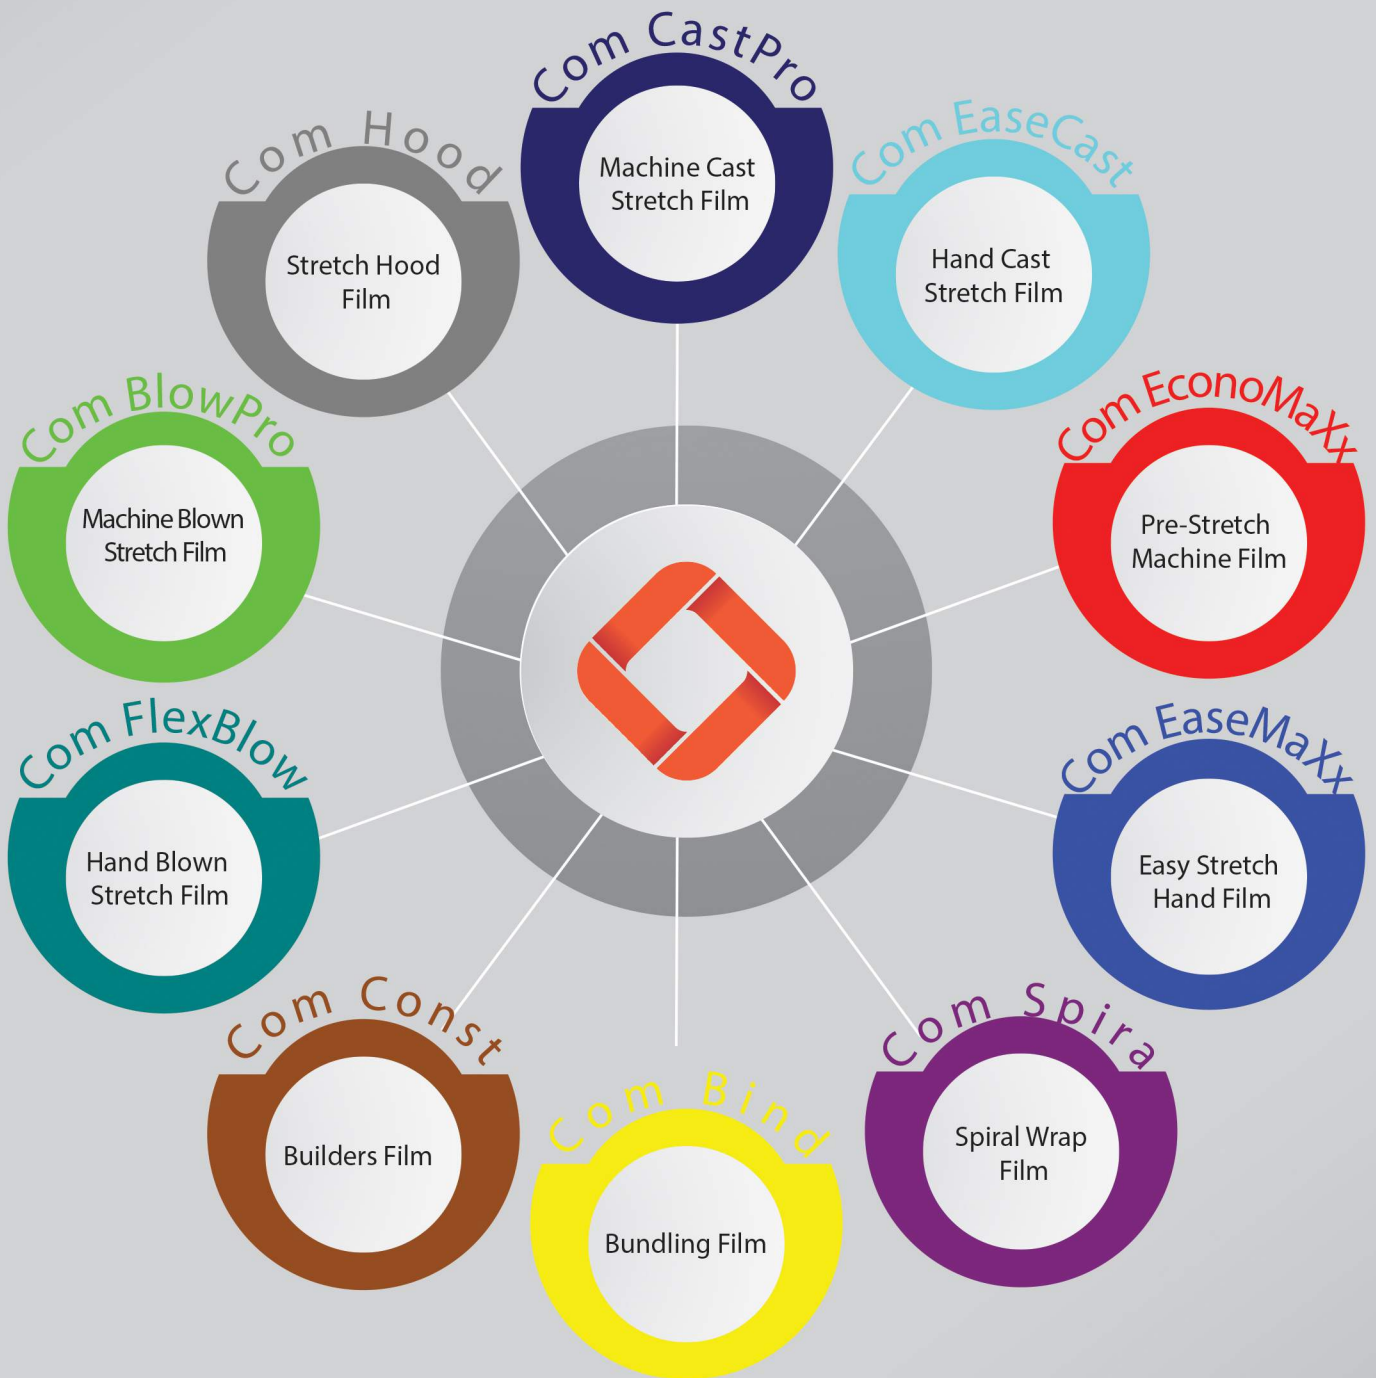 Com CastPro
Machine Cast
Stretch Film
Com EaseCast
Hand Cast
Stretch Film
Com EconoMaXx
Pre-Stretch
Machine Film
Com EaseMaXx
Easy Stretch
Hand Film
Com Spira
Spiral Wrap
Film
Com Bind
Bundling Film
Com Const
Builders Film
Com FlexBlow
Hand Blown
Stretch Film
Com BlowPro
Machine Blown
Stretch Film
Com Hood
Stretch Hood
Film